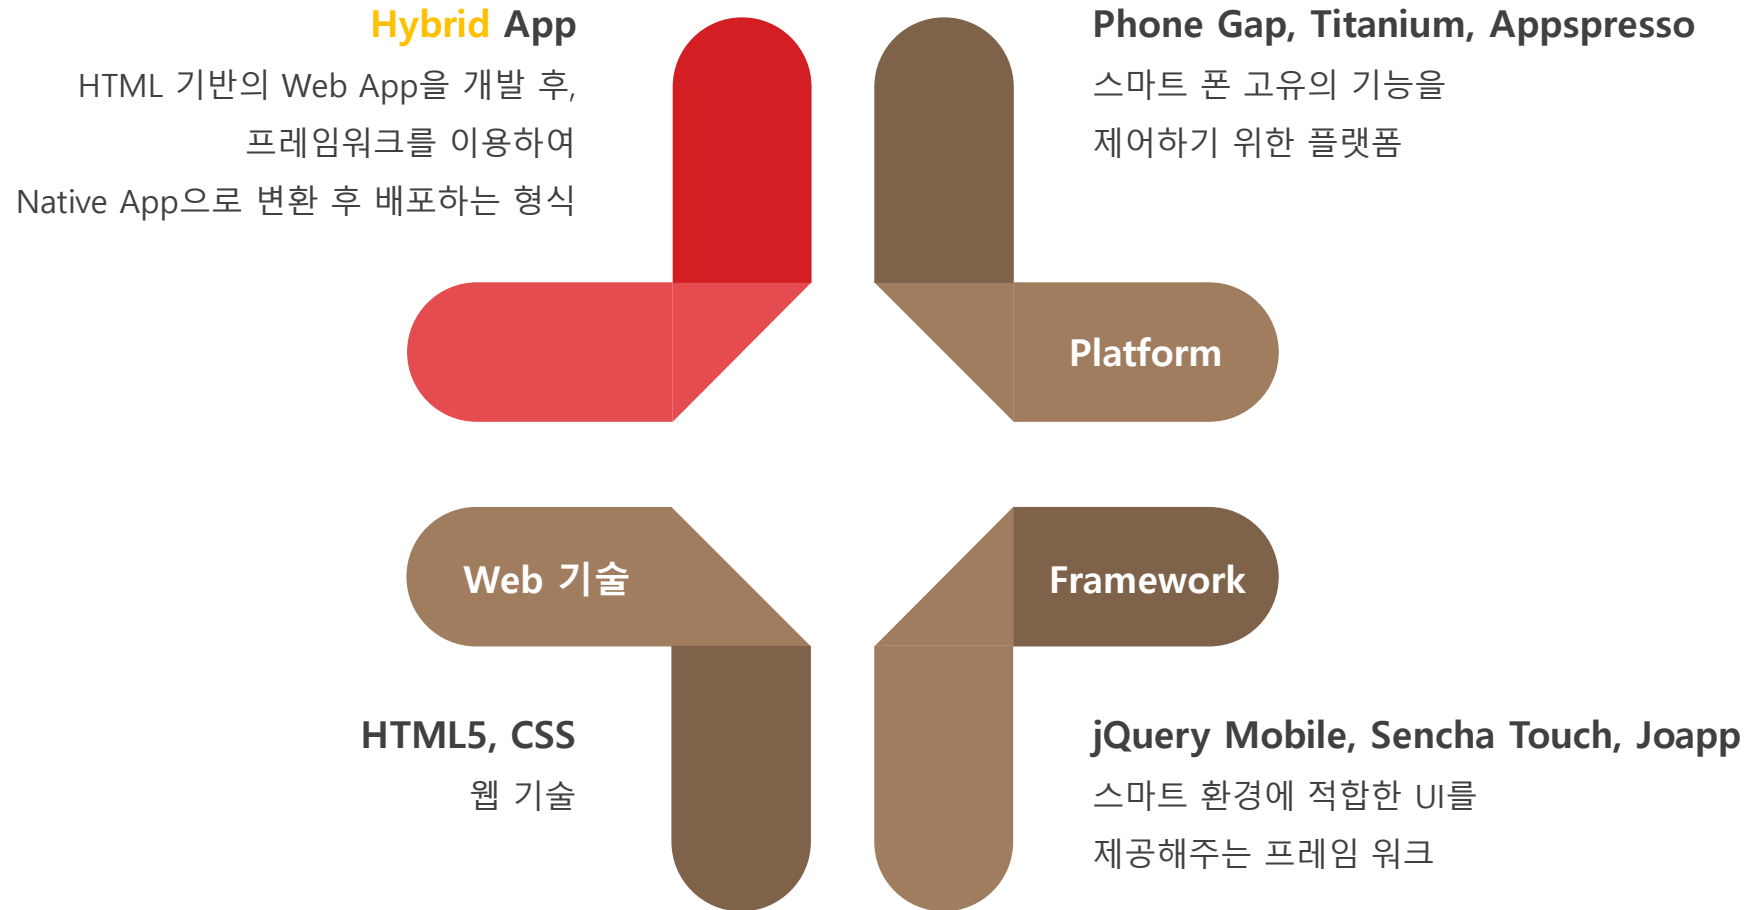 Hybrid App
HTML 기반의 Web App을 개발 후,
프레임워크를 이용하여
Native App으로 변환 후 배포하는 형식
Phone Gap, Titanium, Appspresso
스마트 폰 고유의 기능을
제어하기 위한 플랫폼
Platform
Web 기술
Framework
HTML5, CSS
웹 기술
jQuery Mobile, Sencha Touch, Joapp
스마트 환경에 적합한 UI를
제공해주는 프레임 워크